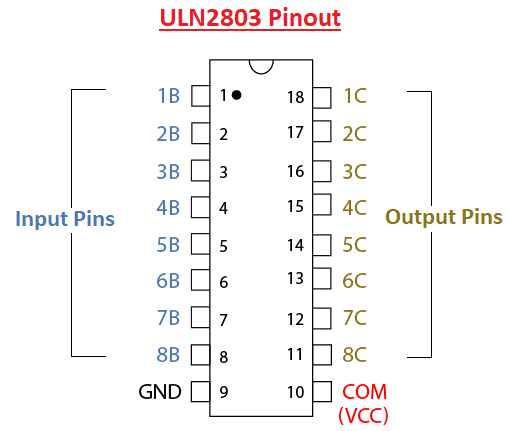 ULN2803 Pinout
1B 1 18 1C
2B 2 17 2C
3B 3 16 3C
4B 4 15 4C
Input Pins Output Pins
5B 5 14 5C
6B 6 13 6C
7B 7 12 7C
8B 8 11 8C
GND 9 10 COM
(VCC)